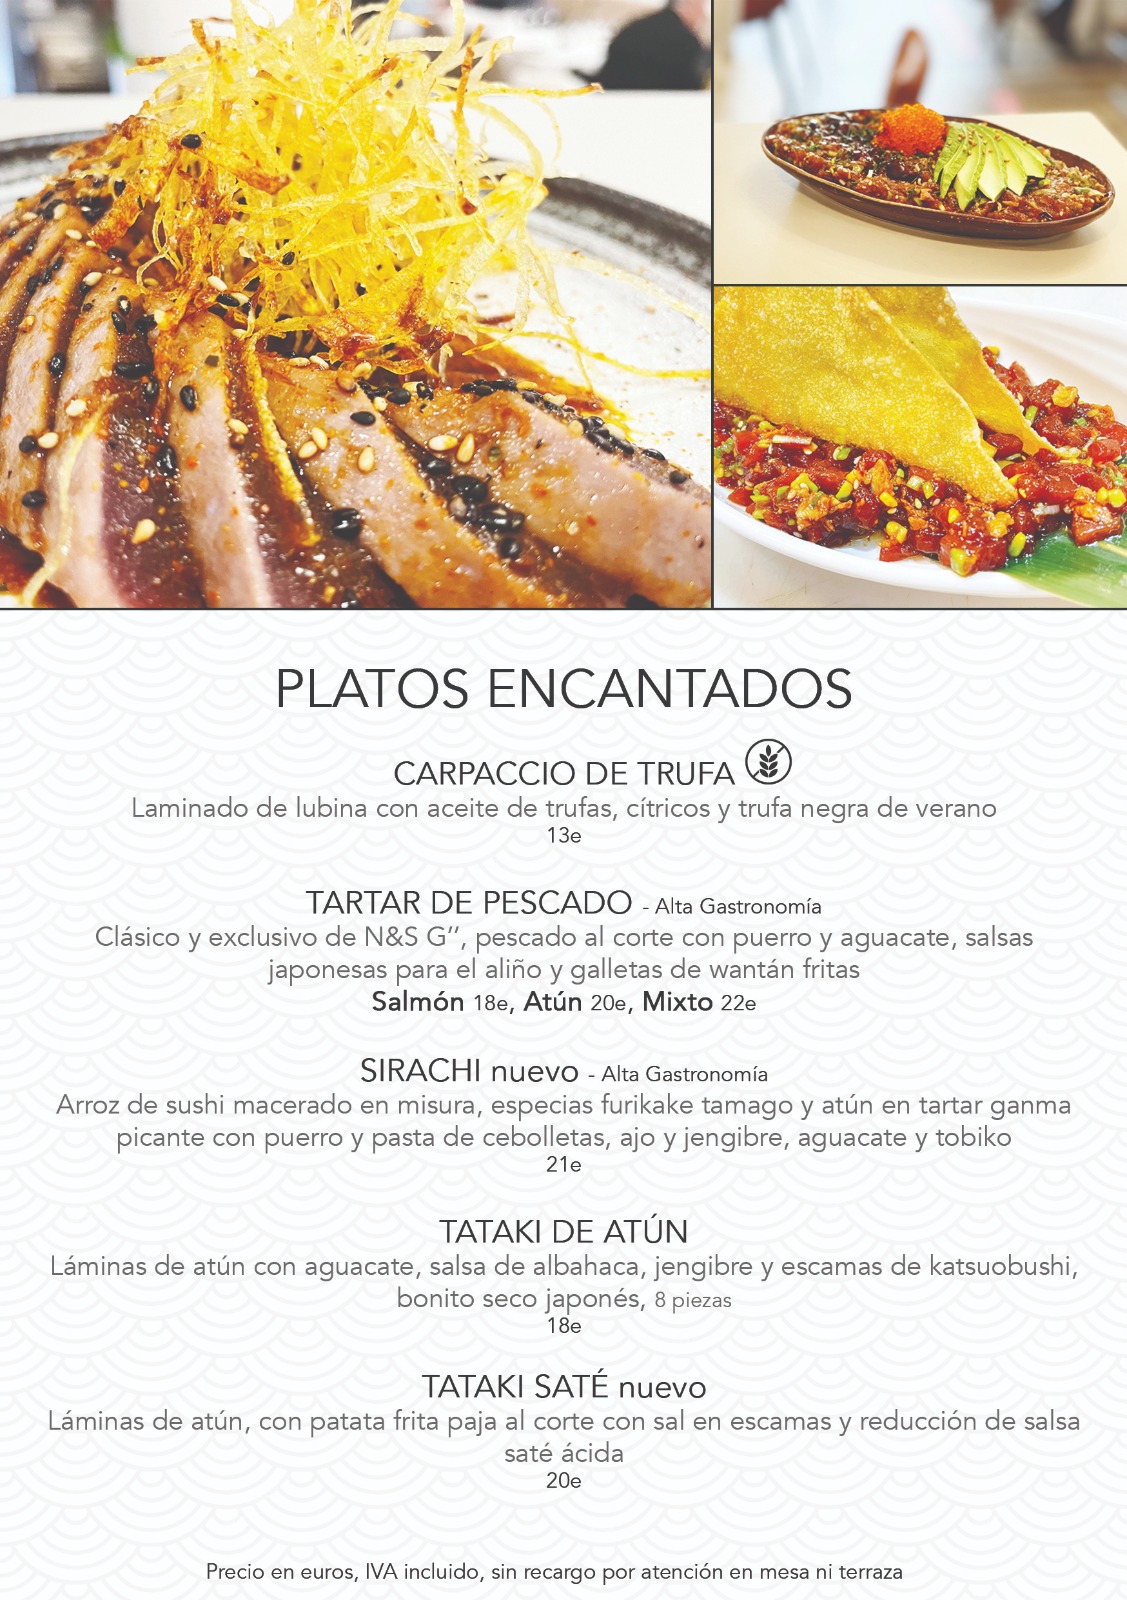 PLATOS ENCANTADOS
CARPACCIO DE TRUFA
Laminado de lubina con aceite de trufas, cítricos y trufa negra de verano
13e
TARTAR DE PESCADO - Alta Gastronomía
Clásico y exclusivo de N&S G’’, pescado al corte con puerro y aguacate, salsas
japonesas para el aliño y galletas de wantán fritas
Salmón 18e, Atún 20e, Mixto 22e
SIRACHI nuevo - Alta Gastronomía
Arroz de sushi macerado en misura, especias furikake tamago y atún en tartar ganma
picante con puerro y pasta de cebolletas, ajo y jengibre, aguacate y tobiko
21e
TATAKI DE ATÚN
Láminas de atún con aguacate, salsa de albahaca, jengibre y escamas de katsuobushi,
bonito seco japonés, 8 piezas
18e
TATAKI SATÉ nuevo
Láminas de atún, con patata frita paja al corte con sal en escamas y reducción de salsa
saté ácida
20e
Precio en euros, IVA incluido, sin recargo por atención en mesa ni terraza